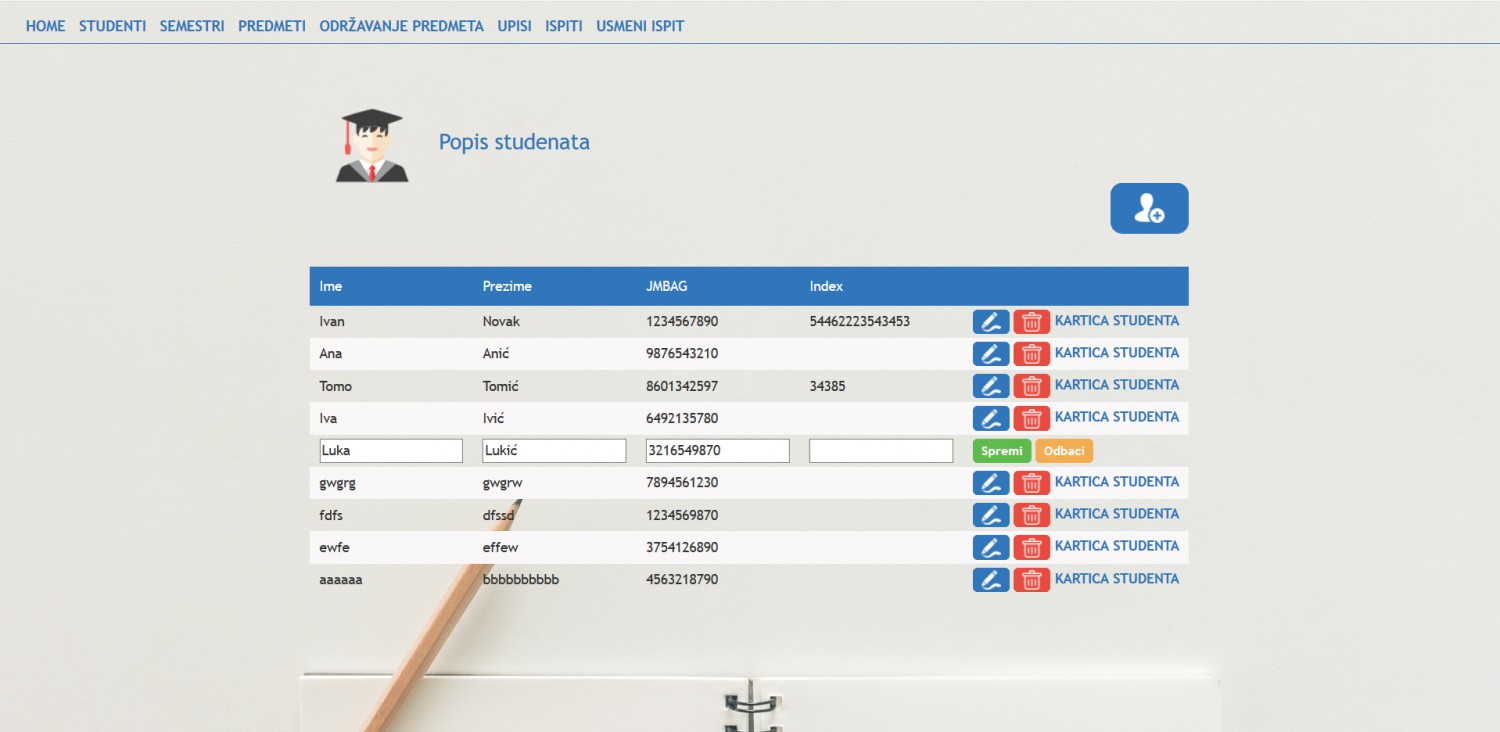 HOME STUDENTI SEMESTRI PREDMETI ODRŽAVANJE PREDMETA UPISI ISPITI USMENI ISPIT
Popis studenata
Ime Prezime JMBAG Index
Ivan Novak 1234567890 54462223543453 KARTICA STUDENTA
Ana Anić 9876543210 KARTICA STUDENTA
Tomo Tomić 8601342597 34385 KARTICA STUDENTA
Iva Ivić 6492135780 KARTICA STUDENTA
Luka Lukić 3216549870 Spremi Odbaci
gwgrg gwgrw 7894561230 KARTICA STUDENTA
fdfs dfssd 1234569870 KARTICA STUDENTA
ewfe effew 3754126890 KARTICA STUDENTA
aaaaaa bbbbbbbbbb 4563218790 KARTICA STUDENTA